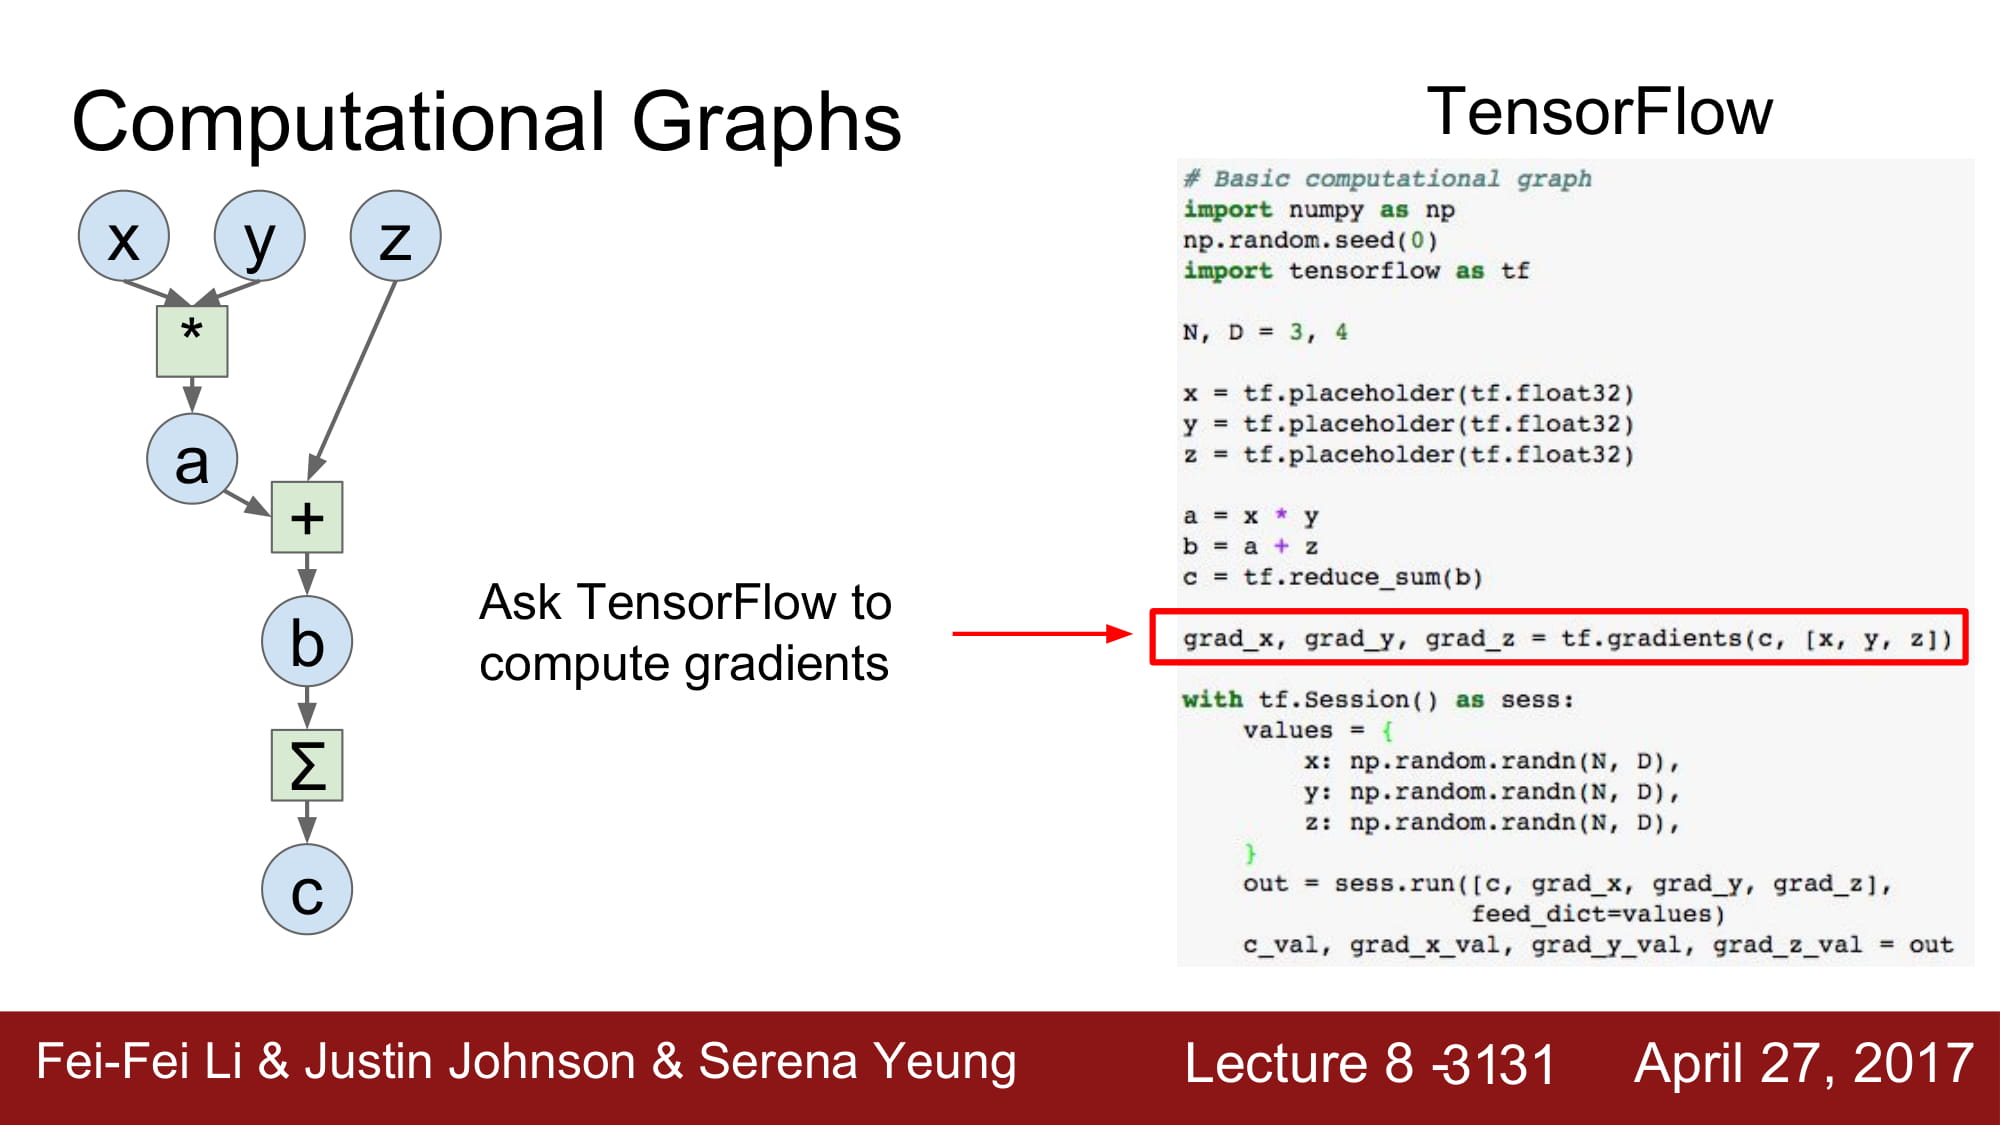 Computational Graphs
x
y
z
*
a
+
b
Σ
c
Ask TensorFlow to
compute gradients
TensorFlow
# Basic computational graph
import numpy as np
np.random.seed(0)
import tensorflow as tf
N, D = 3, 4
x = tf.placeholder(tf.float32)
y = tf.placeholder(tf.float32)
z = tf.placeholder(tf.float32)
a = x * y
b = a + z
c = tf.reduce_sum(b)
grad_x, grad_y, grad_z = tf.gradients(c, [x, y, z])
with tf.Session() as sess:
    values = {
        x: np.random.randn(N, D),
        y: np.random.randn(N, D),
        z: np.random.randn(N, D),
    }
    out = sess.run([c, grad_x, grad_y, grad_z],
                   feed_dict=values)
    c_val, grad_x_val, grad_y_val, grad_z_val = out
Fei-Fei Li & Justin Johnson & Serena Yeung
Lecture 8 -3131
April 27, 2017